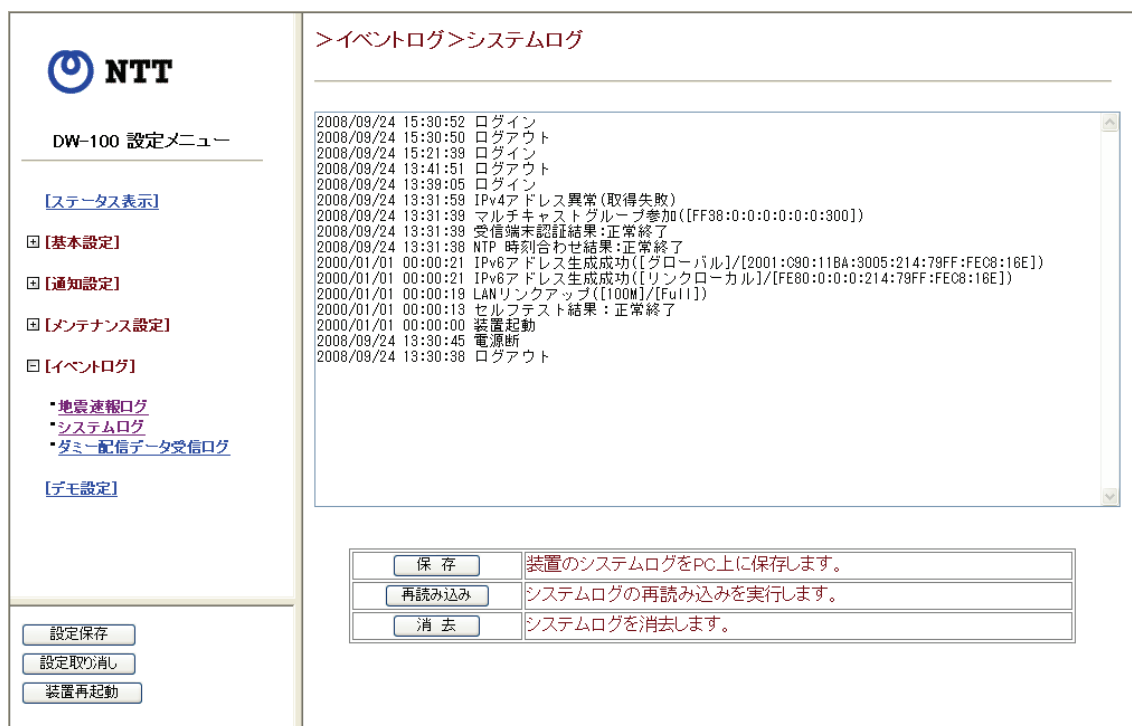 NTT
DW-100 設定メニュー
[ステータス表示]
[基本設定]
[通知設定]
[メンテナンス設定]
[イベントログ]
地震速報ログ
システムログ
ダミー配信データ受信ログ
[デモ設定]
設定保存
設定取り消し
装置再起動
＞イベントログ＞システムログ
2008/09/24 15:30:52 ログイン
2008/09/24 15:30:50 ログアウト
2008/09/24 15:21:39 ログイン
2008/09/24 13:41:51 ログアウト
2008/09/24 13:39:05 ログイン
2008/09/24 13:31:59 IPv4アドレス異常(取得失敗)
2008/09/24 13:31:39 マルチキャストグループ参加([FF38:0:0:0:0:0:0:300])
2008/09/24 13:31:39 受信端末認証結果:正常終了
2008/09/24 13:31:38 NTP 時刻合わせ結果:正常終了
2000/01/01 00:00:21 IPv6アドレス生成成功([グローバル]/[2001:C90:11BA:3005:214:79FF:FEC8:16E])
2000/01/01 00:00:21 IPv6アドレス生成成功([リンクローカル]/[FE80:0:0:0:214:79FF:FEC8:16E])
2000/01/01 00:00:19 LANリンクアップ([100M]/[Full])
2000/01/01 00:00:13 セルフテスト結果：正常終了
2000/01/01 00:00:00 装置起動
2008/09/24 13:30:45 電源断
2008/09/24 13:30:38 ログアウト
保 存 装置のシステムログをPC上に保存します。
再読み込み システムログの再読み込みを実行します。
消 去 システムログを消去します。